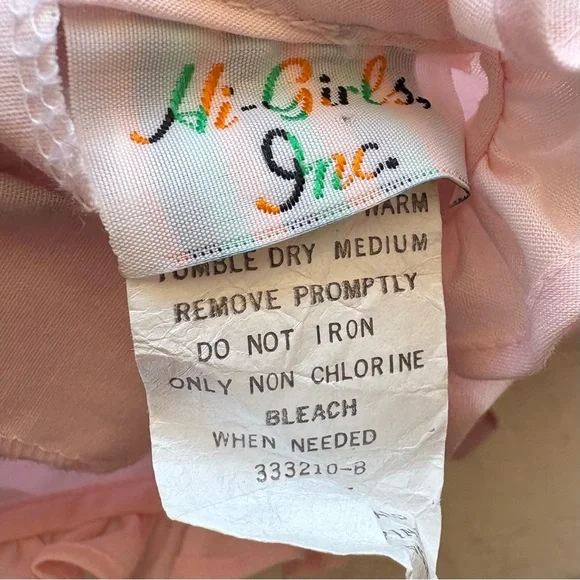 Hi-Girls,
Inc.
WARM
TUMBLE DRY MEDIUM
REMOVE PROMPTLY
DO NOT IRON
ONLY NON CHLORINE
BLEACH
WHEN NEEDED
333210-B